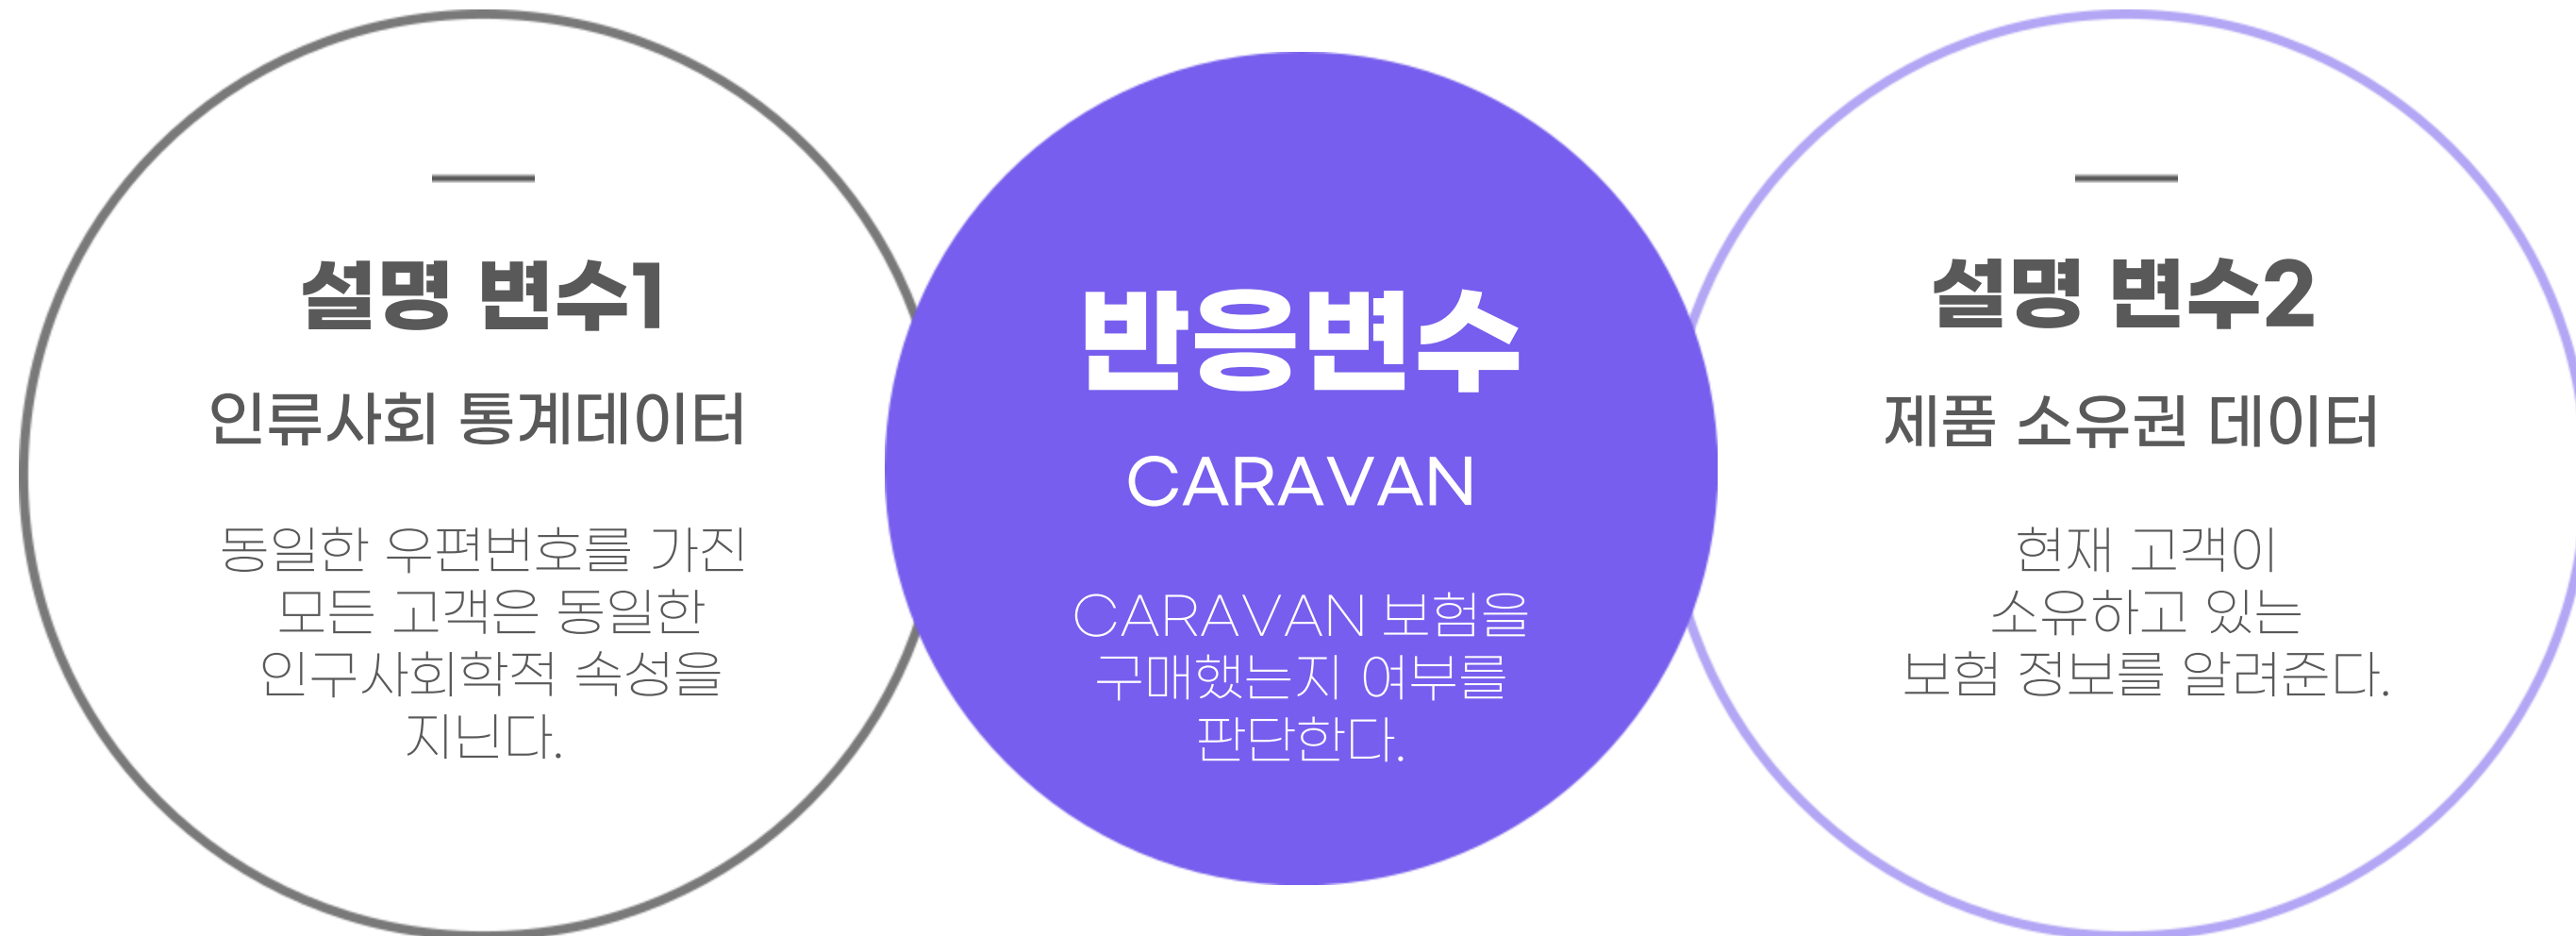 설명 변수1
인류사회 통계데이터
동일한 우편번호를 가진
모든 고객은 동일한
인구사회학적 속성을
지닌다.
반응변수
CARAVAN
CARAVAN 보험을
구매했는지 여부를
판단한다.
설명 변수2
제품 소유권 데이터
현재 고객이
소유하고 있는
보험 정보를 알려준다.